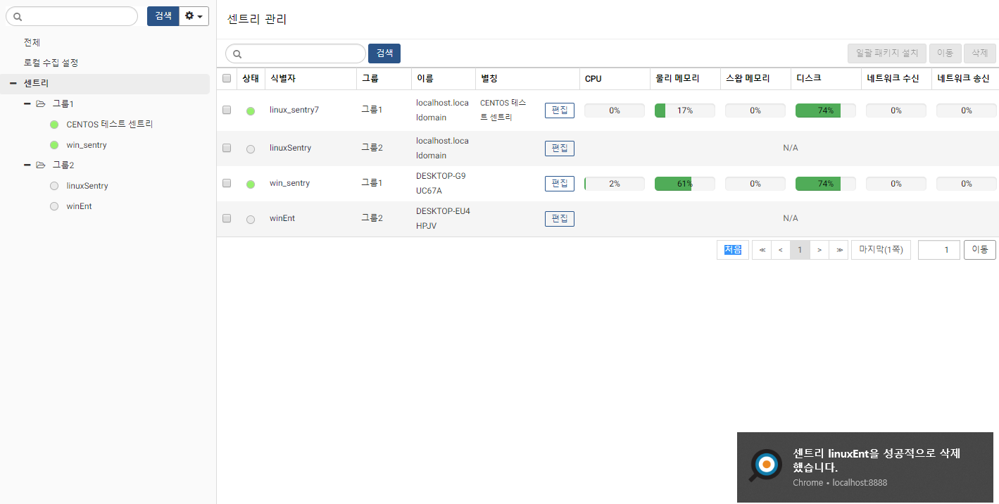 검색
전체
로컬 수집 설정
센트리
그룹1
CENTOS 테스트 센트리
win_sentry
그룹2
linuxSentry
winEnt
센트리 관리
검색
일괄 패키지 설치 이동 삭제
상태 식별자 그룹 이름 별칭 CPU 물리 메모리 스왑 메모리 디스크 네트워크 수신 네트워크 송신
linux_sentry7 그룹1 localhost.loca
ldomain CENTOS 테스
트 센트리 편집 0% 17% 0% 74% 0% 0%
linuxSentry 그룹2 localhost.loca
ldomain 편집 N/A
win_sentry 그룹1 DESKTOP-G9
UC67A 편집 2% 61% 0% 74% 0% 0%
winEnt 그룹2 DESKTOP-EU4
HPJV 편집 N/A
처음 << < 1 > >> 마지막(1쪽) 1 이동
센트리 linuxEnt을 성공적으로 삭제
했습니다.
Chrome • localhost:8888